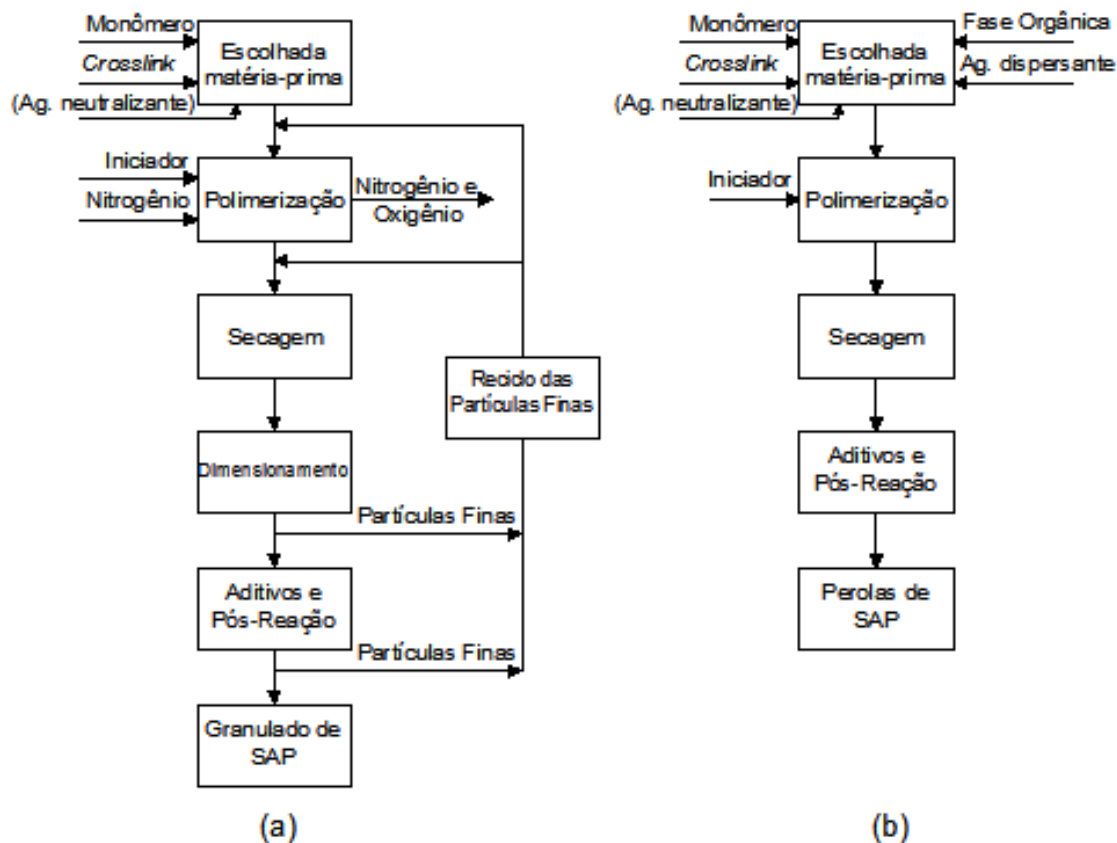 Monômero
Crosslink
(Ag. neutralizante)
Escolhada
matéria-prima
Iniciador
Nitrogênio
Polimerização
Nitrogênio e
Oxigênio
Secagem
Reciclo das
Partículas Finas
Dimensionamento
Partículas Finas
Aditivos e
Pós-Reação
Partículas Finas
Granulado de
SAP
(a)
Monômero
Crosslink
(Ag. neutralizante)
Escolhada
matéria-prima
Fase Orgânica
Ag. dispersante
Iniciador
Polimerização
Secagem
Aditivos e
Pós-Reação
Perolas de
SAP
(b)